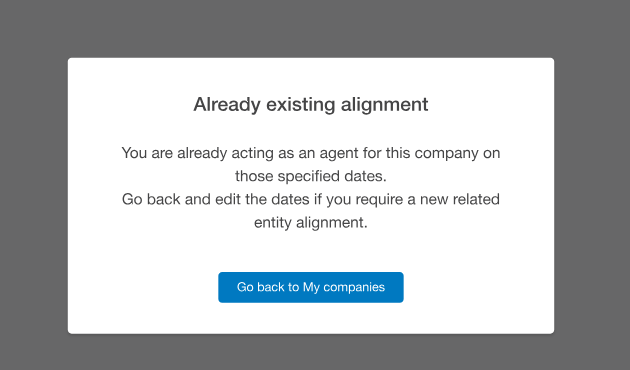 Already existing alignment
You are already acting as an agent for this company on
those specified dates.
Go back and edit the dates if you require a new related
entity alignment.
Go back to My companies